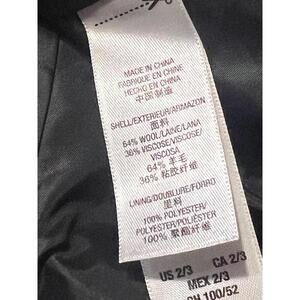 MADE IN CHINA
FABRIQUE EN CHINE
HECHO EN CHINA
中国制造
SHELL/EXTERIEUR/ARMAZON
面料
64% WOOL/LAINE/LANA
36% VISCOSE/VISCOSE/
VISCOSA
64% 羊毛
36% 粘胶纤维
LINING/DOUBLURE/FORRO
里料
100% POLYESTER/
POLYESTER/POLIÉSTER
100% 聚酯纤维
US 2/3 CA 2/3
MEX 2/3
CN 100/52